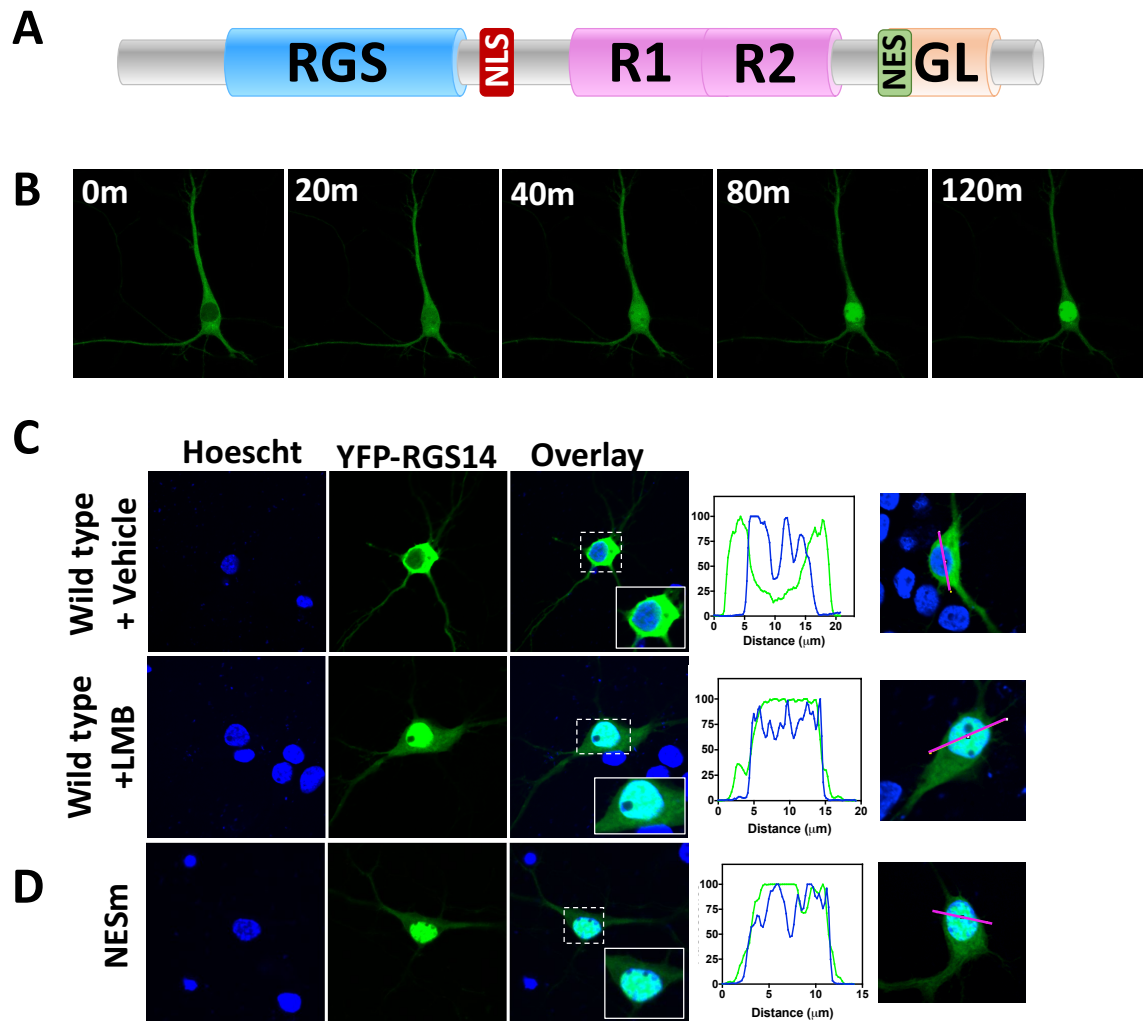 A
RGS
NLS
R1
R2
NES
GL
B
0m
20m
40m
80m
120m
C
Hoescht
YFP-RGS14
Overlay
Wild type
+ Vehicle
100
75
50
25
0
0
5
10
15
20
Distance (μm)
Wild type
+LMB
100
75
50
25
0
0
5
10
15
20
Distance (μm)
D
NESm
100
75
50
25
0
0
5
10
15
Distance (μm)